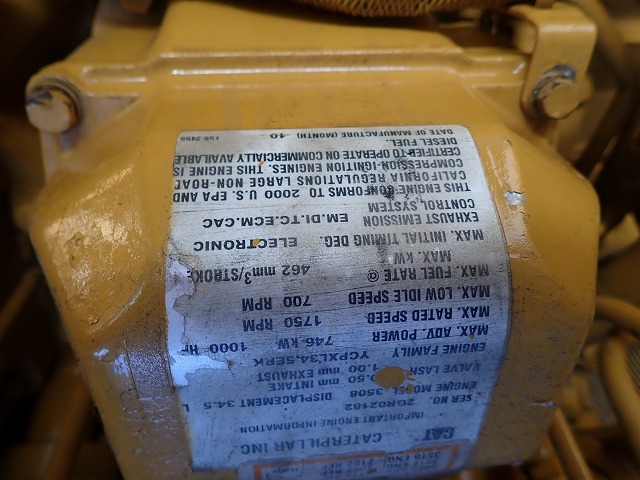 CAT® CATERPILLAR INC.
IMPORTANT ENGINE INFORMATION
SER NO. 2GR02182
ENGINE MODEL 3508 DISPLACEMENT 34.5 L
VALVE LASH 0.50 mm INTAKE
1.00 mm EXHAUST
ENGINE FAMILY YCPXL34.5ERK
MAX. ADV. POWER 746 KW 1000 HP
MAX. RATED SPEED 1750 RPM
MAX. LOW IDLE SPEED 700 RPM
MAX. FUEL RATE @ 462 mm3/STROKE
MAX. KW
MAX. INITIAL TIMING DEG. ELECTRONIC
EXHAUST EMISSION EM.DI.TC.ECM.CAC
CONTROL SYSTEM
THIS ENGINE CONFORMS TO 2000 U.S. EPA AND
CALIFORNIA REGULATIONS LARGE NON-ROAD
COMPRESSION-IGNITION ENGINES. THIS ENGINE IS
CERTIFIED TO OPERATE ON COMMERCIALLY AVAILABLE
DIESEL FUEL.
DATE OF MANUFACTURE (MONTH) 10 159-2455